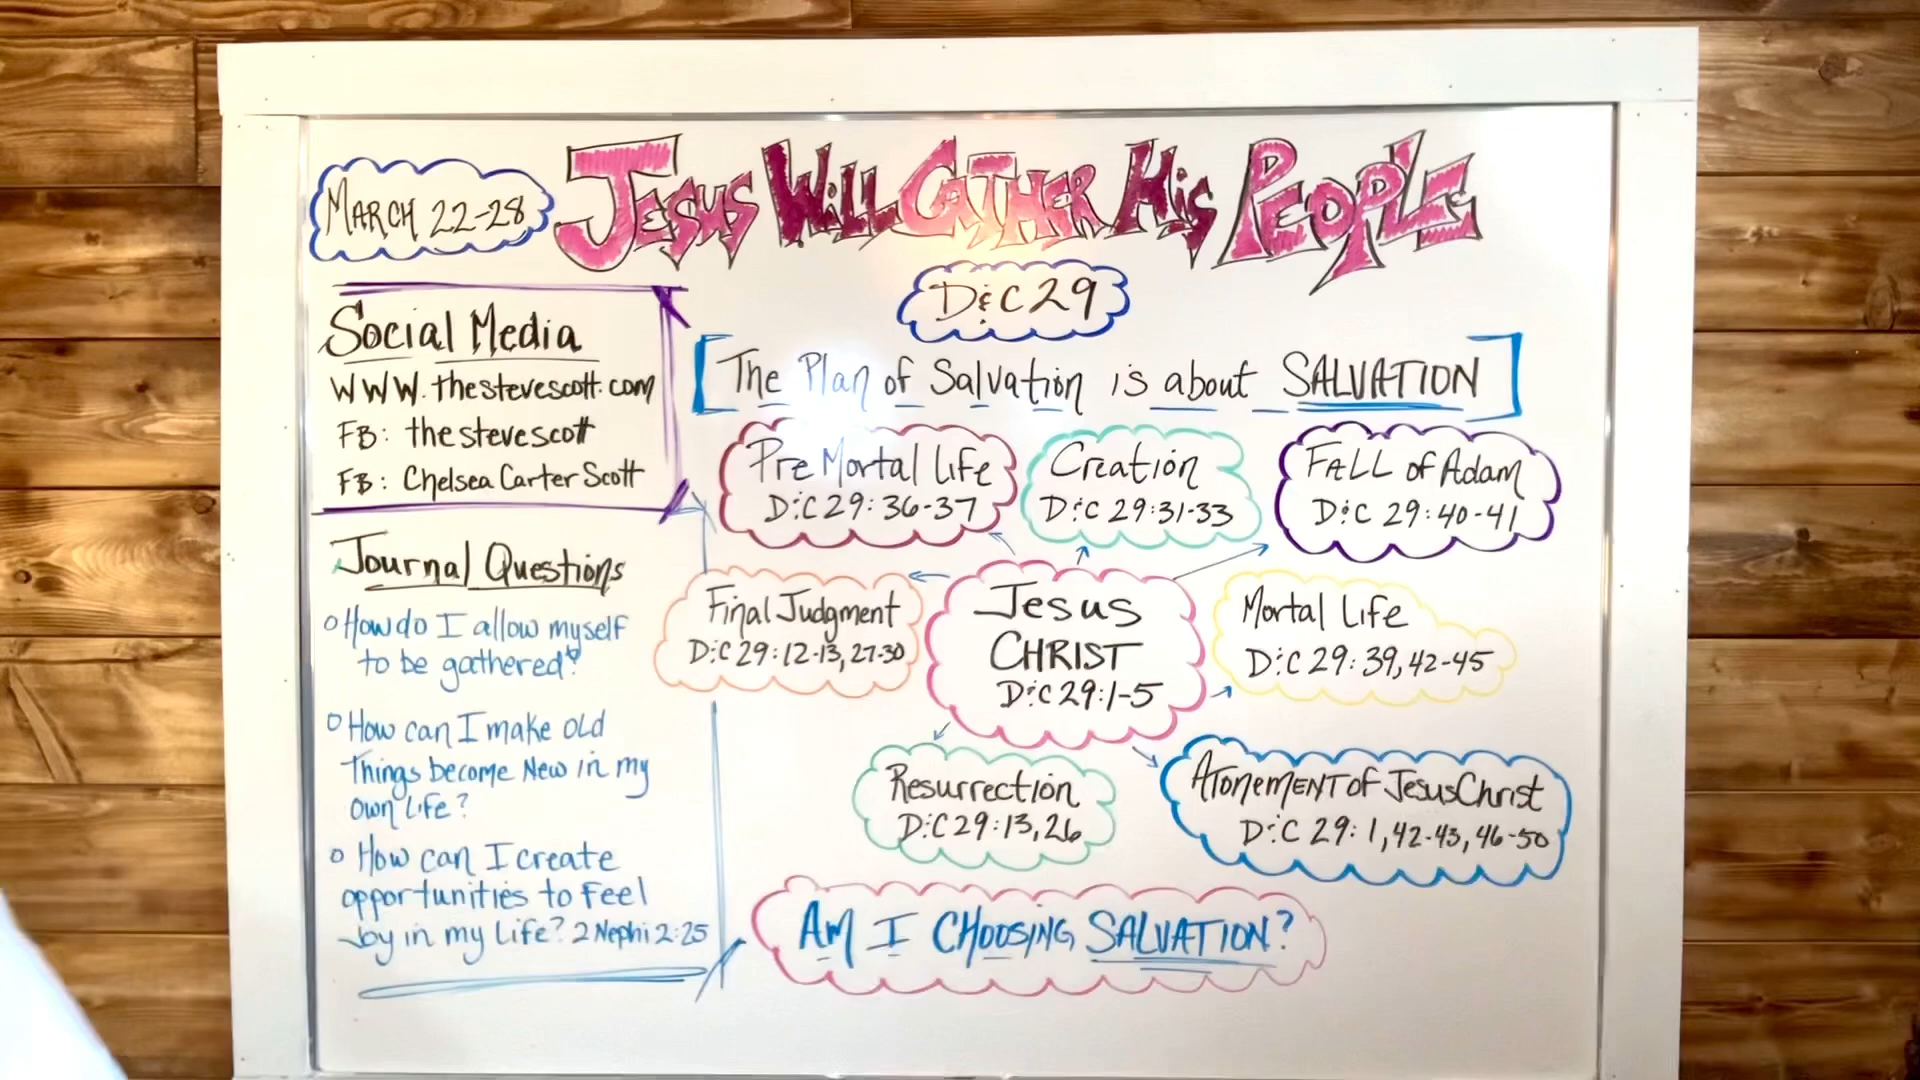 March 22-28
Jesus Will Gather His People
D&C 29
Social Media
www.thestevescott.com
FB: thestevescott
FB: Chelsea Carter Scott
Journal Questions
How do I allow myself
to be gathered?
How can I make old
Things become New in my
own Life?
How can I create
opportunities to feel
Joy in my Life? 2 Nephi 2:25
The Plan of Salvation is about SALVATION
Pre Mortal Life
D&C 29:36-37
Creation
D&C 29:31-33
FALL of Adam
D&C 29:40-41
Final Judgment
D&C 29:12-13, 27-30
Jesus
CHRIST
D&C 29:1-5
Mortal Life
D&C 29:39, 42-45
Resurrection
D&C 29:13, 26
Atonement of Jesus Christ
D&C 29:1, 42-43, 46-50
Am I Choosing Salvation?